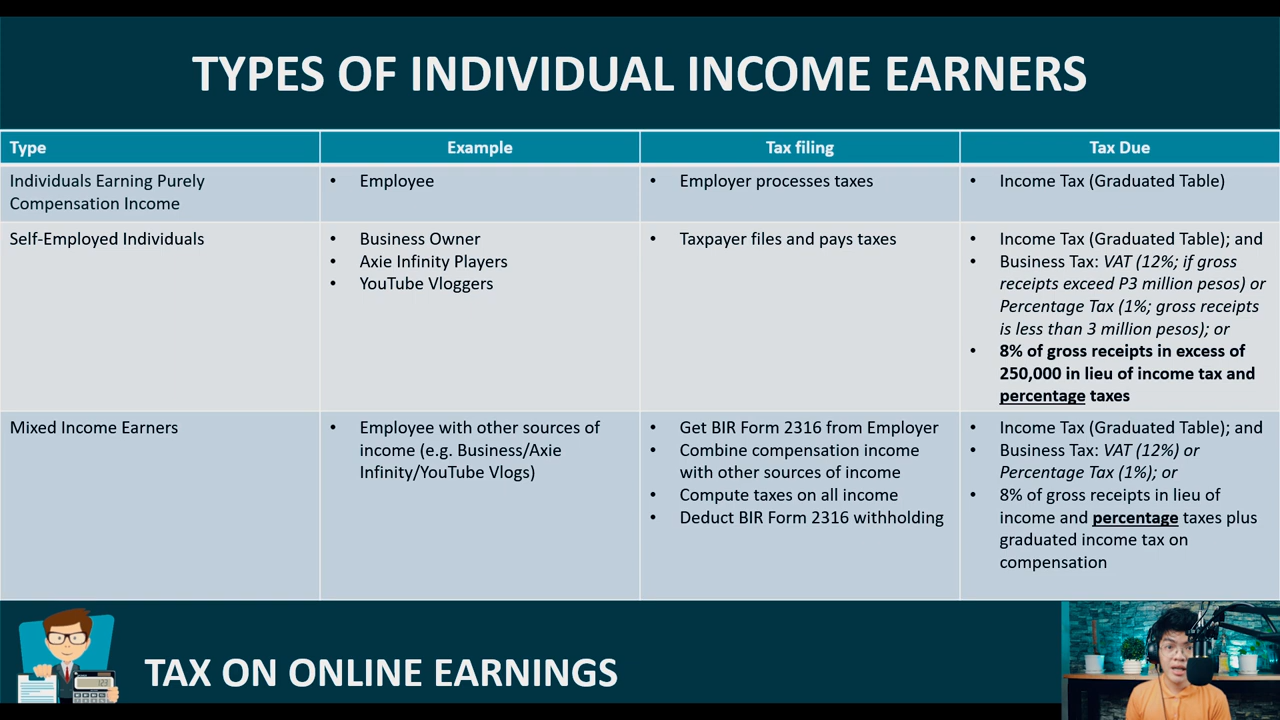 TYPES OF INDIVIDUAL INCOME EARNERS
Type
Example
Tax filing
Tax Due
Individuals Earning Purely
Compensation Income
• Employee
• Employer processes taxes
• Income Tax (Graduated Table)
Self-Employed Individuals
• Business Owner
• Axie Infinity Players
• YouTube Vloggers
• Taxpayer files and pays taxes
• Income Tax (Graduated Table); and
• Business Tax: VAT (12%; if gross
receipts exceed P3 million pesos) or
Percentage Tax (1%; gross receipts
is less than 3 million pesos); or
• 8% of gross receipts in excess of
250,000 in lieu of income tax and
percentage taxes
Mixed Income Earners
• Employee with other sources of
income (e.g. Business/Axie
Infinity/YouTube Vlogs)
• Get BIR Form 2316 from Employer
• Combine compensation income
with other sources of income
• Compute taxes on all income
• Deduct BIR Form 2316 withholding
• Income Tax (Graduated Table); and
• Business Tax: VAT (12%) or
Percentage Tax (1%); or
• 8% of gross receipts in lieu of
income and percentage taxes plus
graduated income tax on
compensation
TAX ON ONLINE EARNINGS